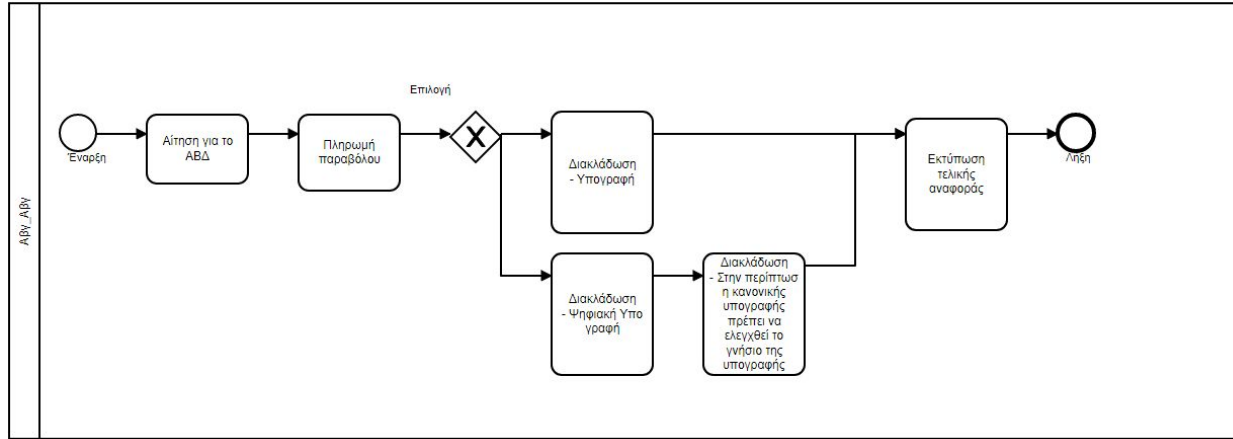 Αβγ_Αβγ
Έναρξη
Αίτηση για το
ΑΒΔ
Πληρωμή
παραβόλου
Επιλογή
Διακλάδωση
- Υπογραφή
Διακλάδωση
- Ψηφιακή Υπο
γραφή
Διακλάδωση
- Στην περίπτωσ
η κανονικής
υπογραφής
πρέπει να
ελεγχθεί το
γνήσιο της
υπογραφής
Εκτύπωση
τελικής
αναφοράς
Λήξη